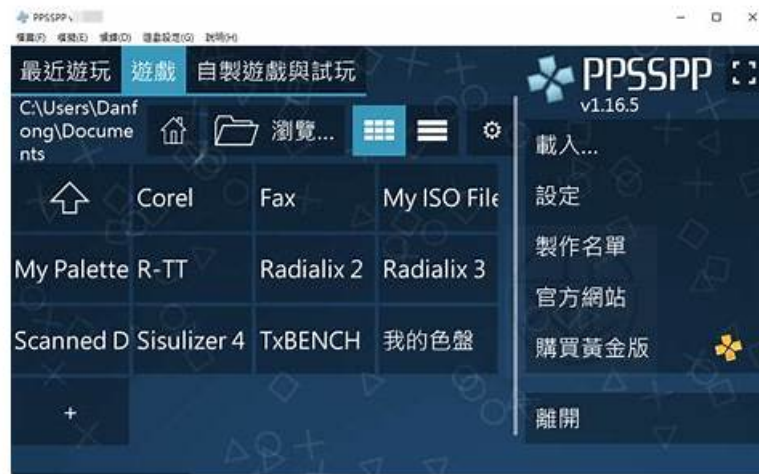 PPSSPP
檔案(F) 模擬(E) 偵錯(D) 遊戲設定(G) 說明(H)
最近遊玩 遊戲 自製遊戲與試玩
C:\Users\Danf
ong\Docume
nts
瀏覽...
Corel Fax My ISO File
My Palette R-TT Radialix 2 Radialix 3
Scanned D Sisulizer 4 TxBENCH 我的色盤
+
PPSSPP
v1.16.5
載入...
設定
製作名單
官方網站
購買黃金版
離開